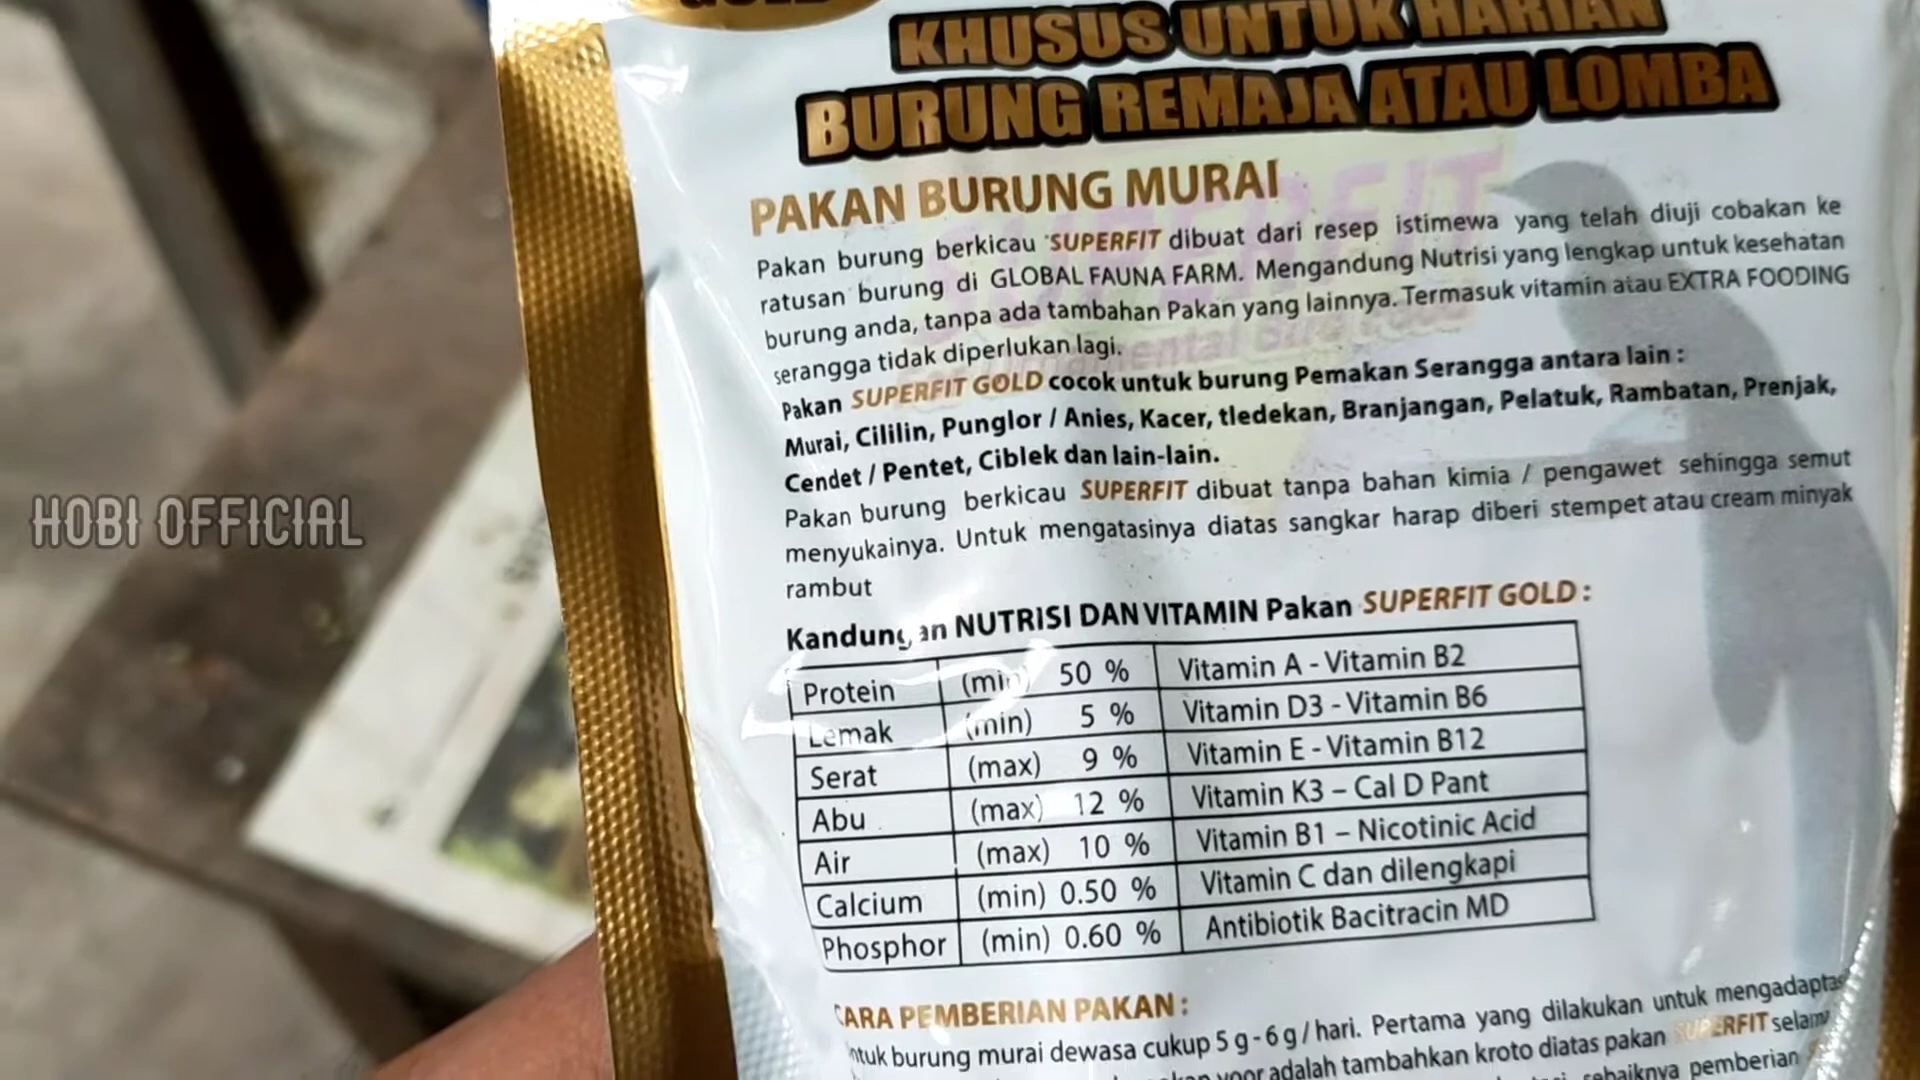 GOLD
KHUSUS UNTUK HARIAN
BURUNG REMAJA ATAU LOMBA
PAKAN BURUNG MURAI
Pakan burung berkicau SUPERFIT dibuat dari resep istimewa yang telah diuji cobakan ke
ratusan burung di GLOBAL FAUNA FARM. Mengandung Nutrisi yang lengkap untuk kesehatan
burung anda, tanpa ada tambahan Pakan yang lainnya. Termasuk vitamin atau EXTRA FOODING
serangga tidak diperlukan lagi.
Pakan SUPERFIT GOLD cocok untuk burung Pemakan Serangga antara lain :
Murai, Cililin, Punglor / Anies, Kacer, tledekan, Branjangan, Pelatuk, Rambatan, Prenjak,
Cendet / Pentet, Ciblek dan lain-lain.
Pakan burung berkicau SUPERFIT dibuat tanpa bahan kimia / pengawet sehingga semut
menyukainya. Untuk mengatasinya diatas sangkar harap diberi stempet atau cream minyak
rambut
Kandungan NUTRISI DAN VITAMIN Pakan SUPERFIT GOLD :
Protein (min) 50 % Vitamin A - Vitamin B2
Lemak (min) 5 % Vitamin D3 - Vitamin B6
Serat (max) 9 % Vitamin E - Vitamin B12
Abu (max) 12 % Vitamin K3 – Cal D Pant
Air (max) 10 % Vitamin B1 – Nicotinic Acid
Calcium (min) 0.50 % Vitamin C dan dilengkapi
Phosphor (min) 0.60 % Antibiotik Bacitracin MD
CARA PEMBERIAN PAKAN :
untuk burung murai dewasa cukup 5 g - 6 g / hari. Pertama yang dilakukan untuk mengadaptas
voor adalah tambahkan kroto diatas pakan SUPERFIT selama
sebaiknya pemberian
HOBI OFFICIAL